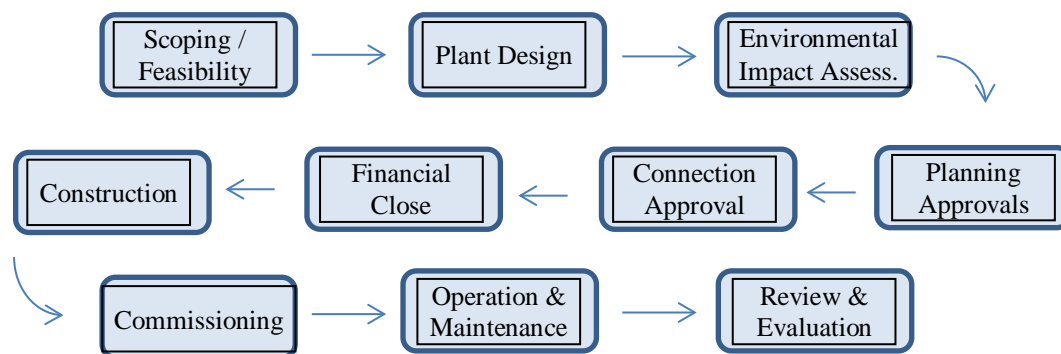 Scoping /
Feasibility
Plant Design
Environmental
Impact Assess.
Planning
Approvals
Connection
Approval
Financial
Close
Construction
Commissioning
Operation &
Maintenance
Review &
Evaluation